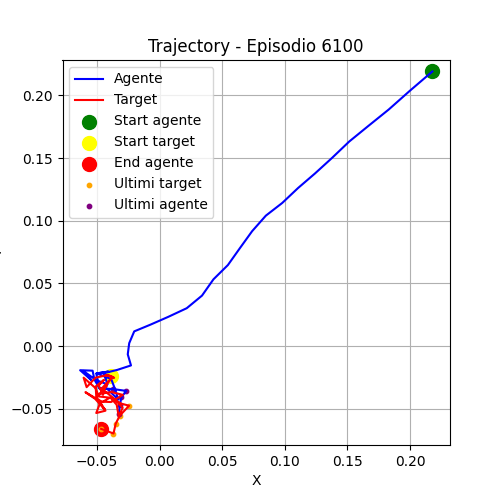 Trajectory - Episodio 6100
Agente
Target
Start agente
Start target
End agente
Ultimi target
Ultimi agente
0.20
0.15
0.10
0.05
0.00
−0.05
−0.05
0.00
0.05
0.10
0.15
0.20
X